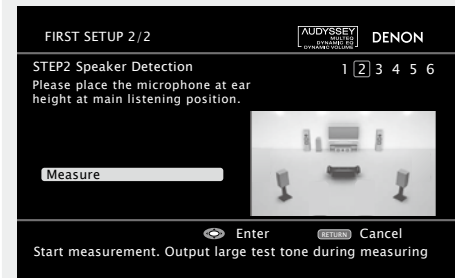 FIRST SETUP 2/2
AUDYSSEY
MULTEQ
DYNAMIC EQ
DYNAMIC VOLUME
DENON
STEP2 Speaker Detection
1 2 3 4 5 6
Please place the microphone at ear
height at main listening position.
Measure
Enter
RETURN Cancel
Start measurement. Output large test tone during measuring